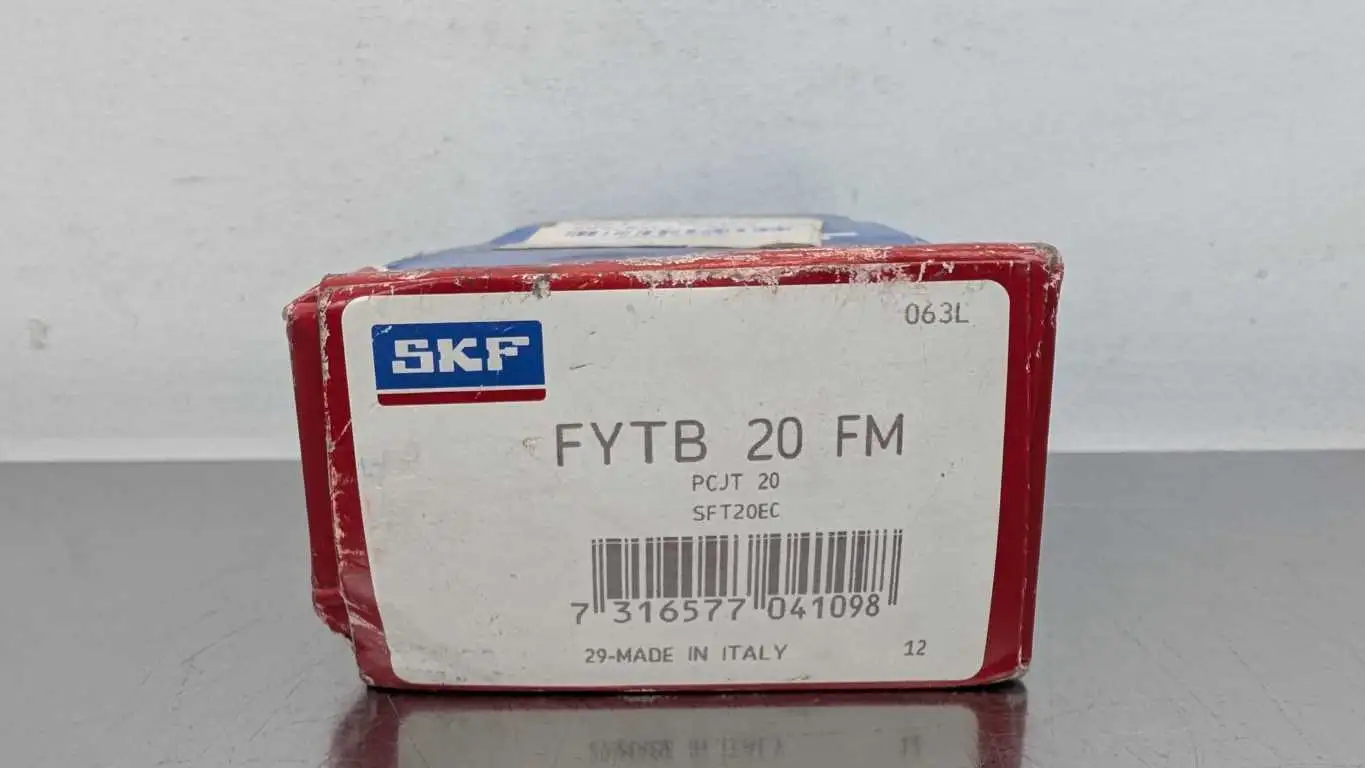 063L
SKF
FYTB 20 FM
PCJT 20
SFT20EC
7 316577 041098
29-MADE IN ITALY 12